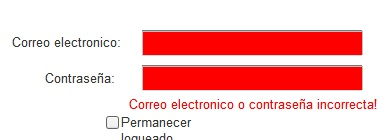 Correo electronico:
Contraseña:
Correo electronico o contraseña incorrecta!
Permanecer
logueado